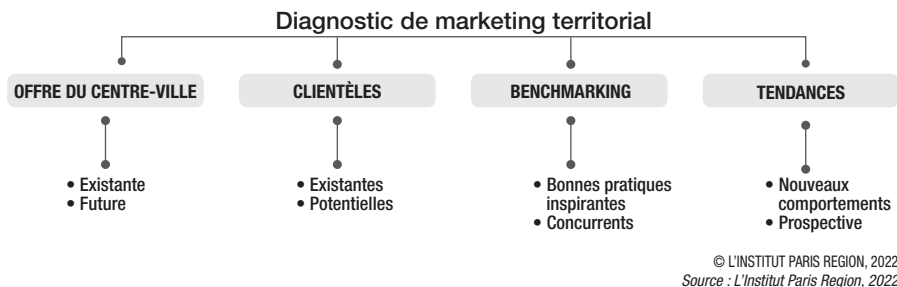 Diagnostic de marketing territorial
OFFRE DU CENTRE-VILLE
• Existante
• Future
CLIENTÈLES
• Existantes
• Potentielles
BENCHMARKING
• Bonnes pratiques
inspirantes
• Concurrents
TENDANCES
• Nouveaux
comportements
• Prospective
© L'INSTITUT PARIS REGION, 2022
Source : L'Institut Paris Region, 2022